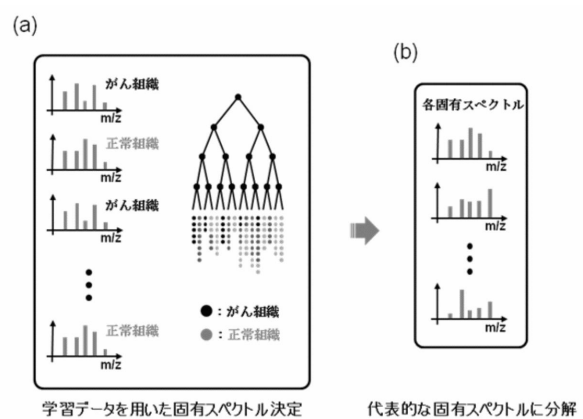 (a)
がん組織
m/z
正常組織
m/z
がん組織
m/z
正常組織
m/z
●：がん組織
●：正常組織
学習データを用いた固有スペクトル決定
(b)
各固有スペクトル
m/z
m/z
m/z
代表的な固有スペクトルに分解